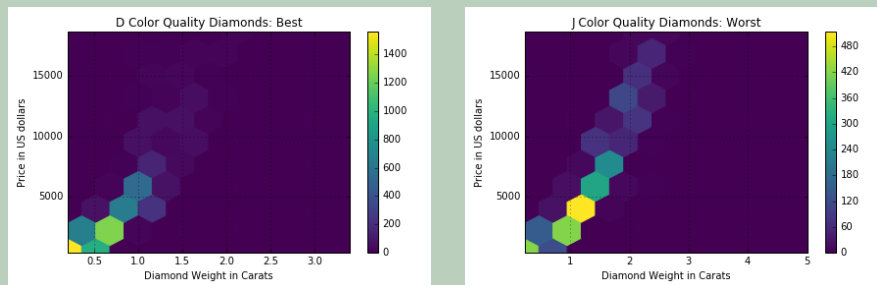 D Color Quality Diamonds: Best
1400
1200
1000
800
600
400
200
0
15000
10000
5000
Price in US dollars
0.5 1.0 1.5 2.0 2.5 3.0
Diamond Weight in Carats
J Color Quality Diamonds: Worst
480
420
360
300
240
180
120
60
0
15000
10000
5000
Price in US dollars
1 2 3 4 5
Diamond Weight in Carats